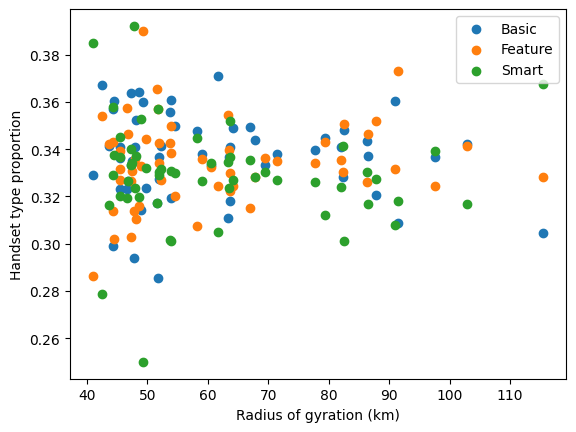 Basic
Feature
Smart
0.38
0.36
0.34
0.32
0.30
0.28
0.26
Handset type proportion
40 50 60 70 80 90 100 110
Radius of gyration (km)